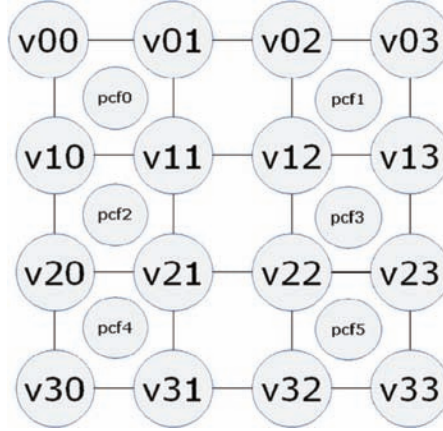 v00 v01 v02 v03
pcf0 pcf1
v10 v11 v12 v13
pcf2 pcf3
v20 v21 v22 v23
pcf4 pcf5
v30 v31 v32 v33